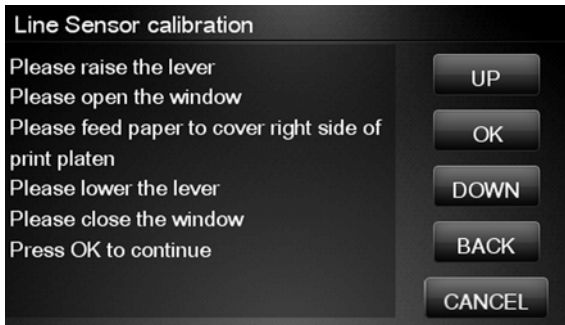 Line Sensor calibration
Please raise the lever
Please open the window
Please feed paper to cover right side of
print platen
Please lower the lever
Please close the window
Press OK to continue
UP
OK
DOWN
BACK
CANCEL